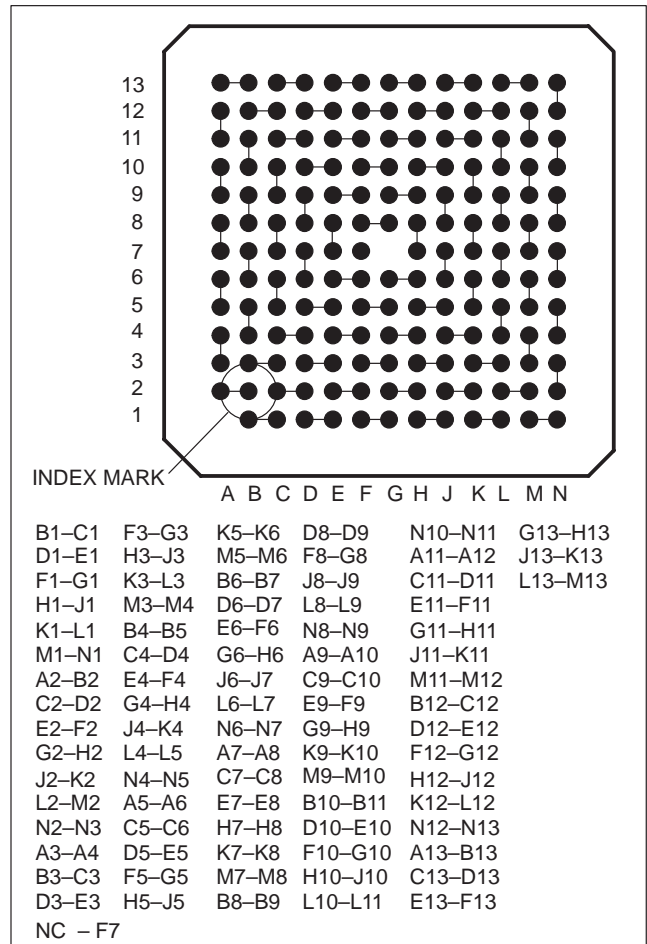 13
12
11
10
9
8
7
6
5
4
3
2
1
INDEX MARK
A B C D E F G H J K L M N
B1–C1 F3–G3 K5–K6 D8–D9 N10–N11 G13–H13
D1–E1 H3–J3 M5–M6 F8–G8 A11–A12 J13–K13
F1–G1 K3–L3 B6–B7 J8–J9 C11–D11 L13–M13
H1–J1 M3–M4 D6–D7 L8–L9 E11–F11
K1–L1 B4–B5 E6–F6 N8–N9 G11–H11
M1–N1 C4–D4 G6–H6 A9–A10 J11–K11
A2–B2 E4–F4 J6–J7 C9–C10 M11–M12
C2–D2 G4–H4 L6–L7 E9–F9 B12–C12
E2–F2 J4–K4 N6–N7 G9–H9 D12–E12
G2–H2 L4–L5 A7–A8 K9–K10 F12–G12
J2–K2 N4–N5 C7–C8 M9–M10 H12–J12
L2–M2 A5–A6 E7–E8 B10–B11 K12–L12
N2–N3 C5–C6 H7–H8 D10–E10 N12–N13
A3–A4 D5–E5 K7–K8 F10–G10 A13–B13
B3–C3 F5–G5 M7–M8 H10–J10 C13–D13
D3–E3 H5–J5 B8–B9 L10–L11 E13–F13
NC – F7